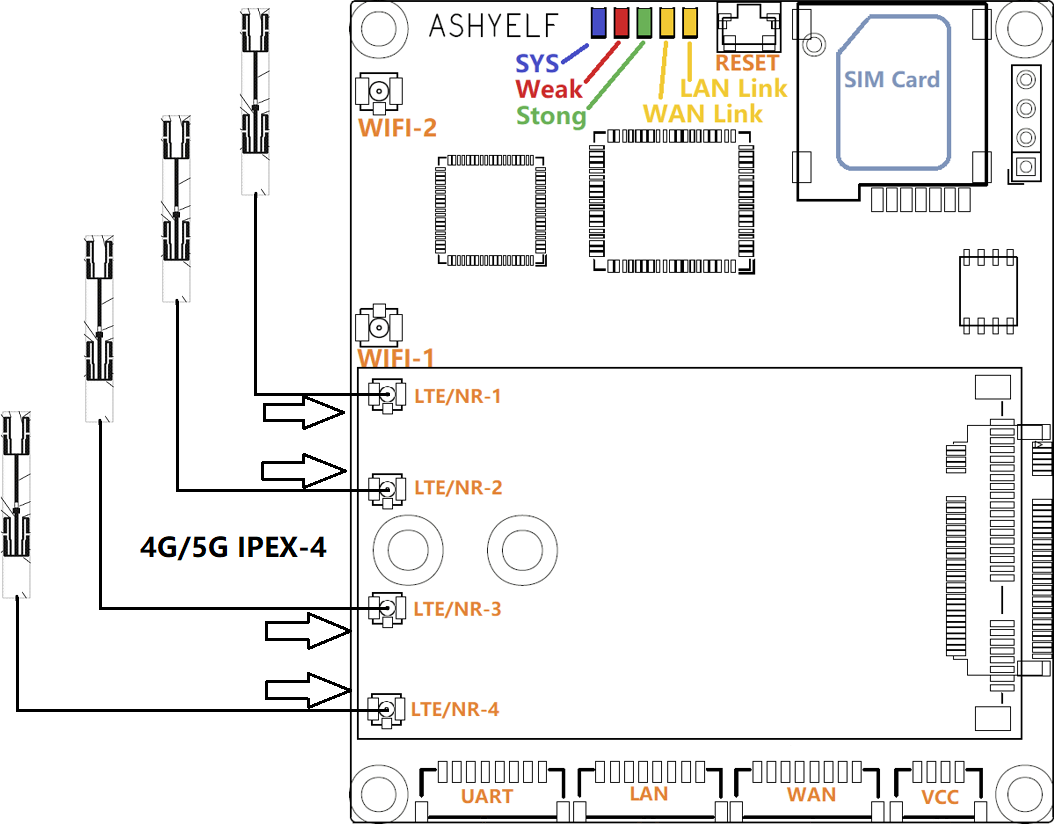 ASHYELF
SYS
Weak
Stong
RESET
LAN Link
WAN Link
SIM Card
WIFI-2
WIFI-1
LTE/NR-1
LTE/NR-2
4G/5G IPEX-4
LTE/NR-3
LTE/NR-4
UART
LAN
WAN
VCC